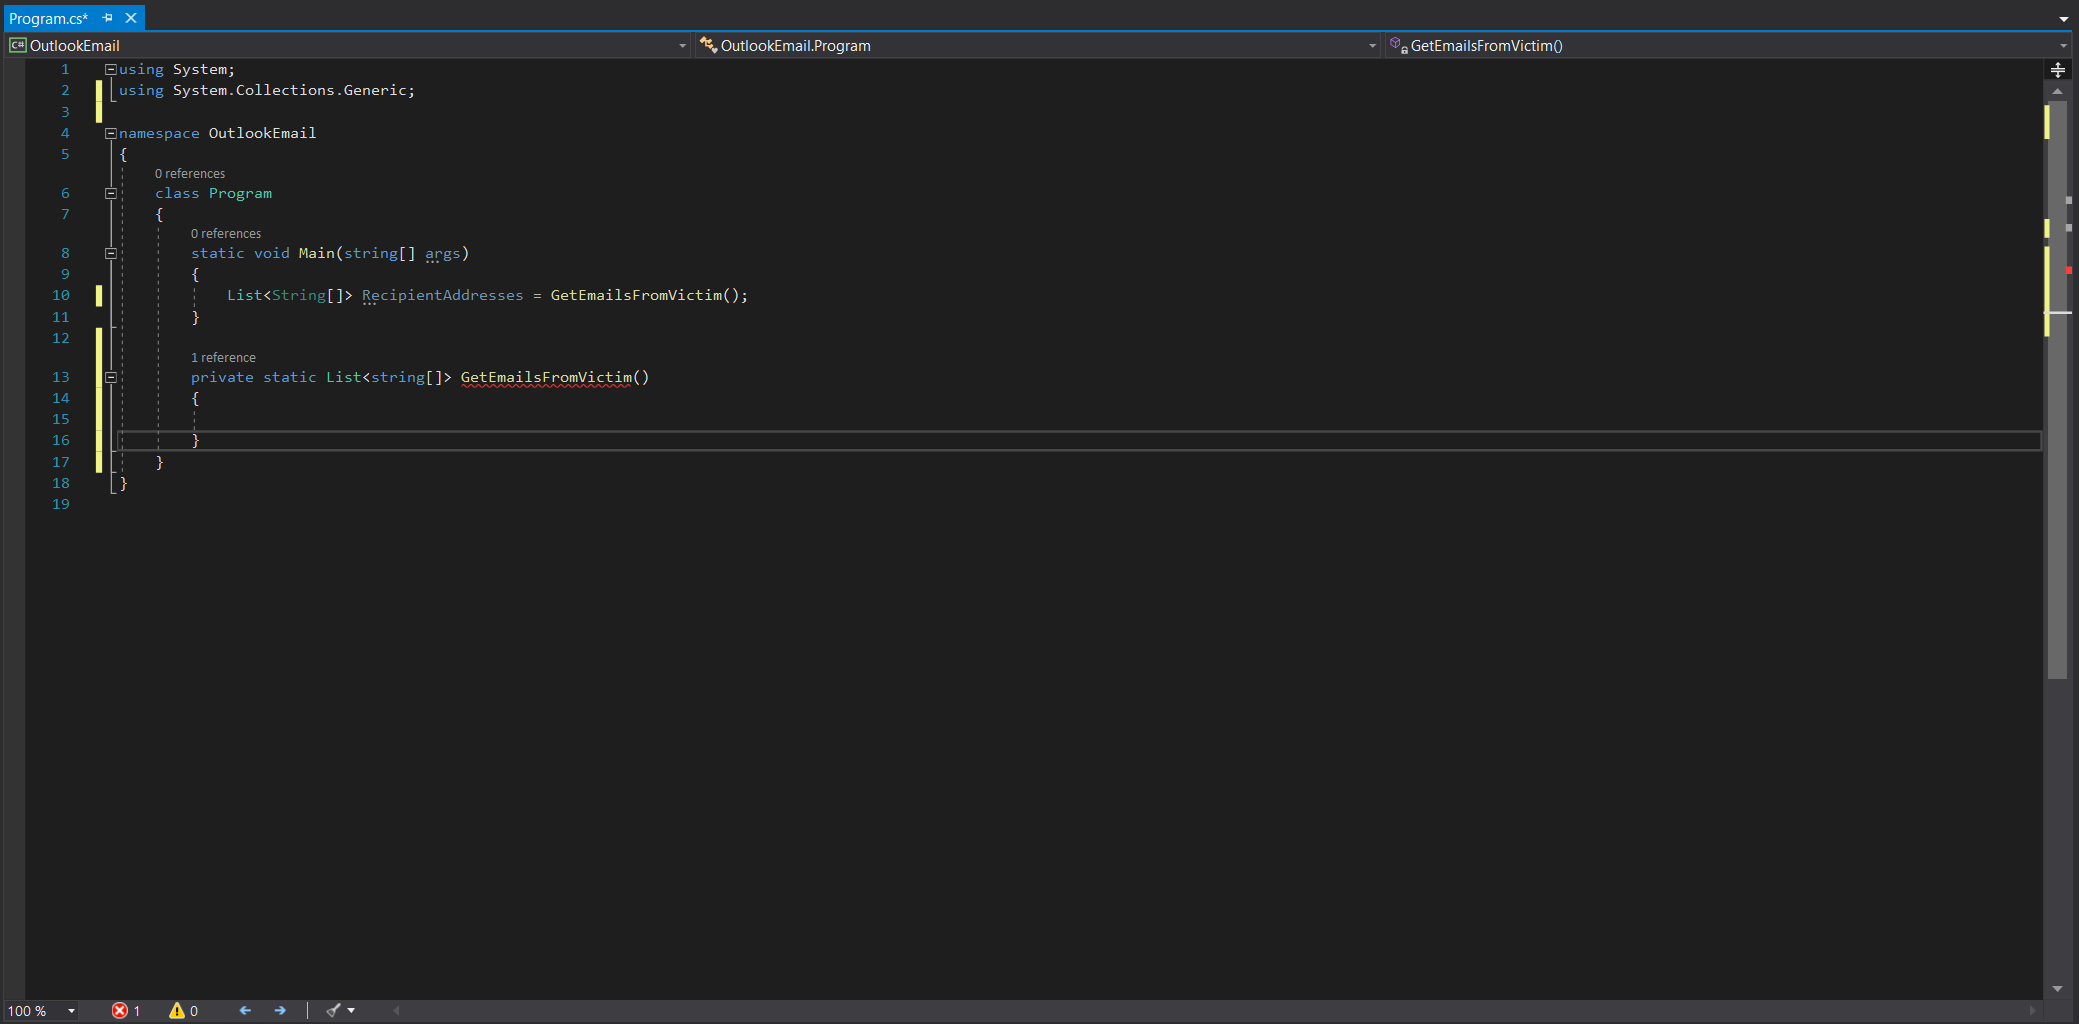 Program.cs*
C# OutlookEmail
OutlookEmail.Program
GetEmailsFromVictim()
1 using System;
2 using System.Collections.Generic;
3
4 namespace OutlookEmail
5 {
0 references
6 class Program
7 {
0 references
8 static void Main(string[] args)
9 {
10 List<String[]> RecipientAddresses = GetEmailsFromVictim();
11 }
12
1 reference
13 private static List<string[]> GetEmailsFromVictim()
14 {
15
16 }
17 }
18 }
19
100 % 1 0